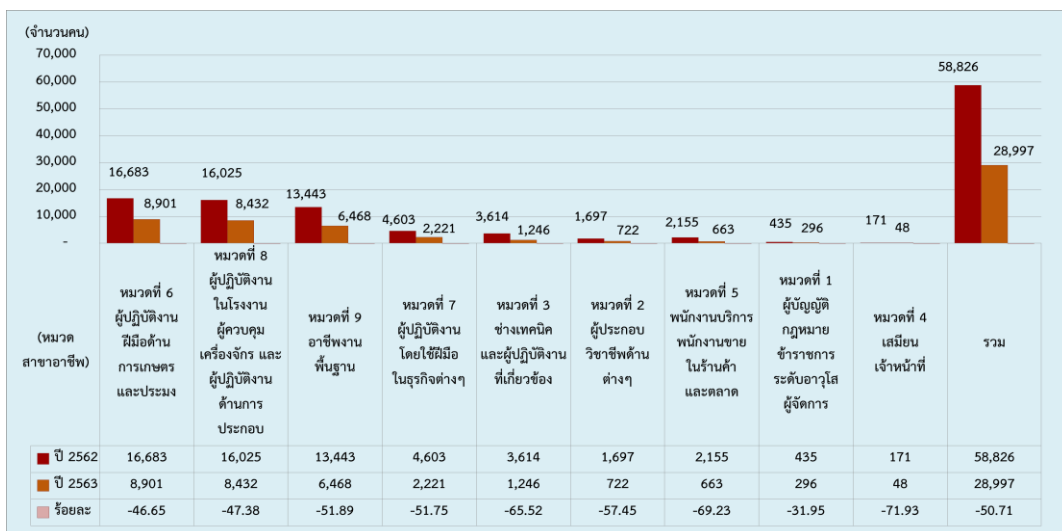 (จำนวนคน)
70,000
60,000
50,000
40,000
30,000
20,000
10,000
-
16,683
8,901
16,025
8,432
13,443
6,468
4,603
2,221
3,614
1,246
1,697
722
2,155
663
435
296
171
48
58,826
28,997
(หมวด
สาขาอาชีพ)
หมวดที่ 6
ผู้ปฏิบัติงาน
ฝีมือด้าน
การเกษตร
และประมง
หมวดที่ 8
ผู้ปฏิบัติงาน
ในโรงงาน
ผู้ควบคุม
เครื่องจักร และ
ผู้ปฏิบัติงาน
ด้านการ
ประกอบ
หมวดที่ 9
อาชีพงาน
พื้นฐาน
หมวดที่ 7
ผู้ปฏิบัติงาน
โดยใช้ฝีมือ
ในธุรกิจต่างๆ
หมวดที่ 3
ช่างเทคนิค
และผู้ปฏิบัติงาน
ที่เกี่ยวข้อง
หมวดที่ 2
ผู้ประกอบ
วิชาชีพด้าน
ต่างๆ
หมวดที่ 5
พนักงานบริการ
พนักงานขาย
ในร้านค้า
และตลาด
หมวดที่ 1
ผู้บัญญัติ
กฎหมาย
ข้าราชการ
ระดับอาวุโส
ผู้จัดการ
หมวดที่ 4
เสมียน
เจ้าหน้าที่
รวม
ปี 2562 16,683 16,025 13,443 4,603 3,614 1,697 2,155 435 171 58,826
ปี 2563 8,901 8,432 6,468 2,221 1,246 722 663 296 48 28,997
ร้อยละ -46.65 -47.38 -51.89 -51.75 -65.52 -57.45 -69.23 -31.95 -71.93 -50.71